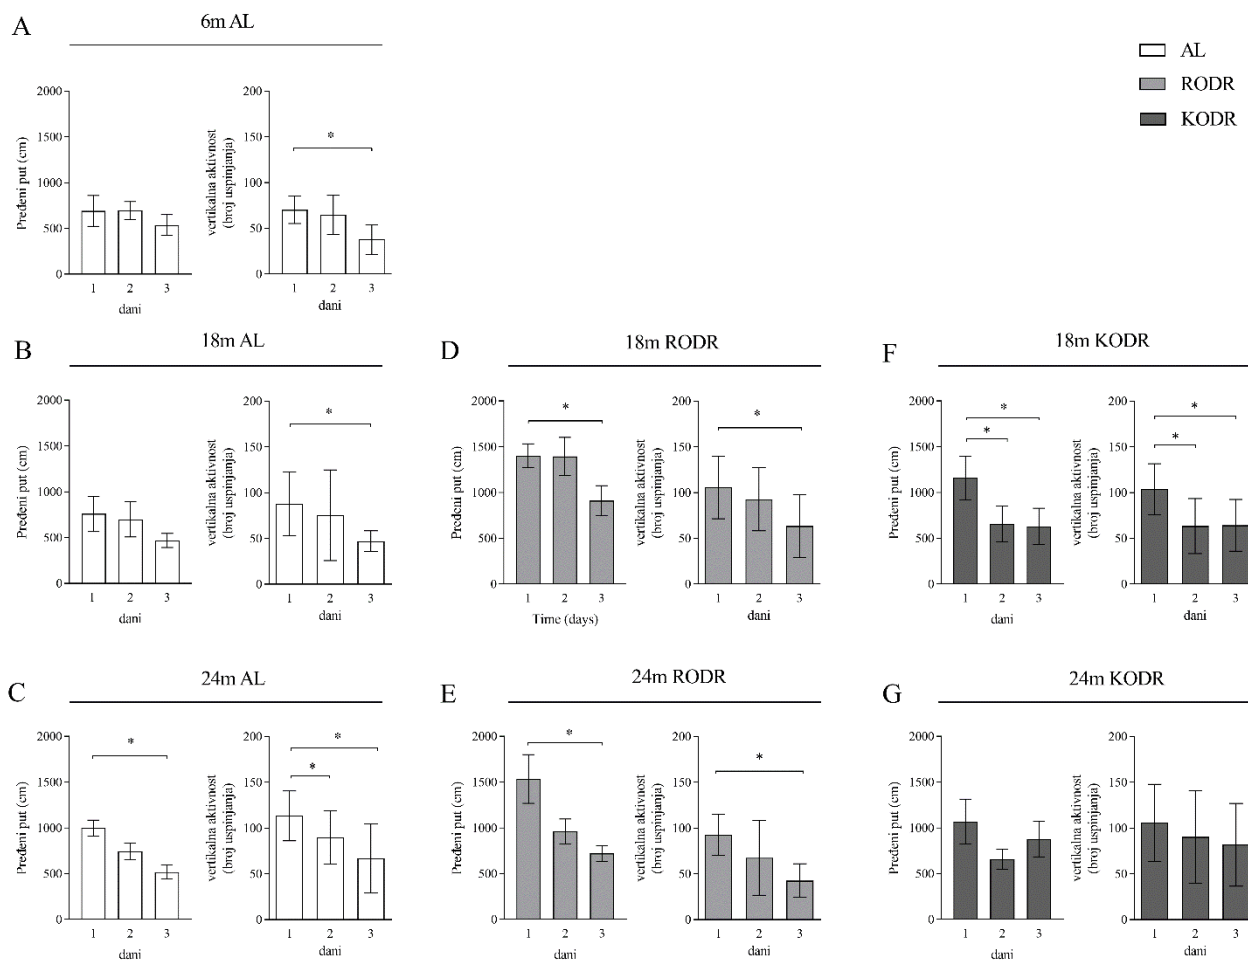 A
6m AL
AL
RODR
KODR
Pređeni put (cm)
2000
1500
1000
500
0
1 2 3
dani
vertikalna aktivnost
(broj uspinjanja)
200
150
100
50
0
*
1 2 3
dani
B
18m AL
Pređeni put (cm)
2000
1500
1000
500
0
1 2 3
dani
vertikalna aktivnost
(broj uspinjanja)
200
150
100
50
0
*
1 2 3
dani
D
18m RODR
Pređeni put (cm)
2000
1500
1000
500
0
*
1 2 3
Time (days)
vertikalna aktivnost
(broj uspinjanja)
200
150
100
50
0
*
1 2 3
dani
F
18m KODR
Pređeni put (cm)
2000
1500
1000
500
0
*
*
1 2 3
dani
vertikalna aktivnost
(broj uspinjanja)
200
150
100
50
0
*
*
1 2 3
dani
C
24m AL
Pređeni put (cm)
2000
1500
1000
500
0
*
1 2 3
dani
vertikalna aktivnost
(broj uspinjanja)
200
150
100
50
0
*
*
1 2 3
dani
E
24m RODR
Pređeni put (cm)
2000
1500
1000
500
0
*
1 2 3
dani
vertikalna aktivnost
(broj uspinjanja)
200
150
100
50
0
*
1 2 3
dani
G
24m KODR
Pređeni put (cm)
2000
1500
1000
500
0
1 2 3
dani
vertikalna aktivnost
(broj uspinjanja)
200
150
100
50
0
1 2 3
dani